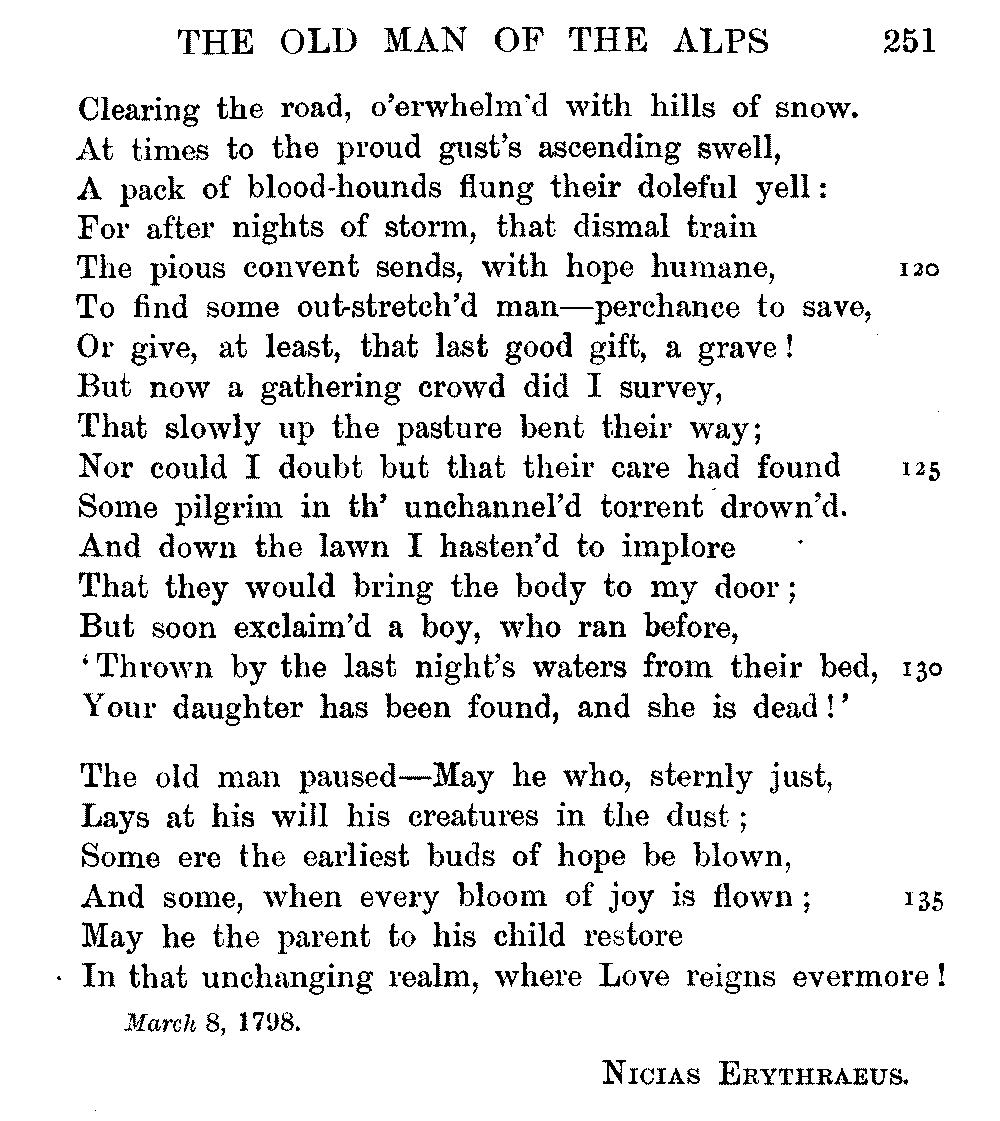 THE OLD MAN OF THE ALPS 251
Clearing the road, o'erwhelm'd with hills of snow.
At times to the proud gust's ascending swell,
A pack of blood-hounds flung their doleful yell:
For after nights of storm, that dismal train
The pious convent sends, with hope humane, 120
To find some out-stretch'd man—perchance to save,
Or give, at least, that last good gift, a grave!
But now a gathering crowd did I survey,
That slowly up the pasture bent their way;
Nor could I doubt but that their care had found 125
Some pilgrim in th' unchannel'd torrent drown'd.
And down the lawn I hasten'd to implore
That they would bring the body to my door;
But soon exclaim'd a boy, who ran before,
'Thrown by the last night's waters from their bed, 130
Your daughter has been found, and she is dead!'
The old man paused—May he who, sternly just,
Lays at his will his creatures in the dust;
Some ere the earliest buds of hope be blown,
And some, when every bloom of joy is flown; 135
May he the parent to his child restore
In that unchanging realm, where Love reigns evermore!
March 8, 1798.
NICIAS ERYTHRAEUS.